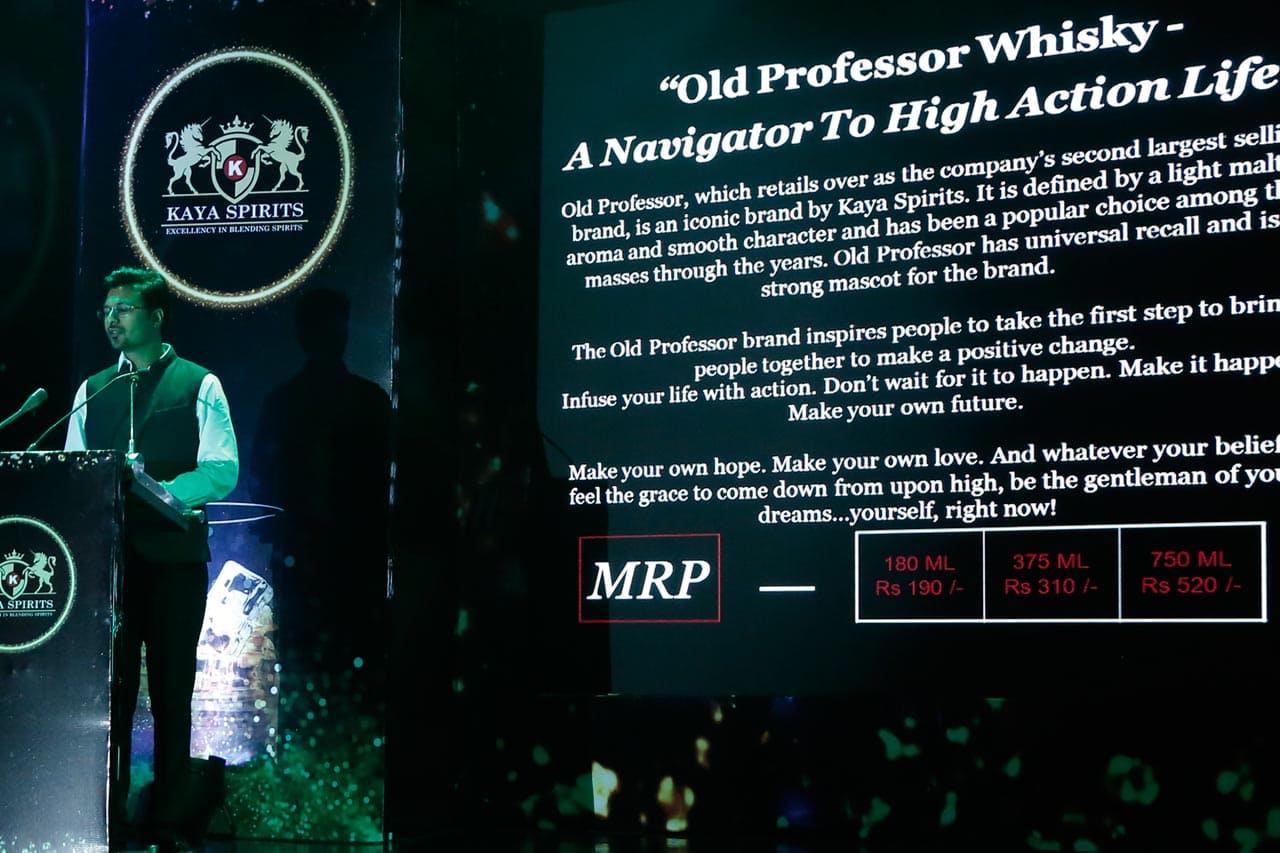 K
KAYA SPIRITS
EXCELLENCY IN BLENDING SPIRITS
K
A SPIRITS
IN BLENDING SPIRITS
“Old Professor Whisky -
A Navigator To High Action Life
Old Professor, which retails over as the company’s second largest selli
brand, is an iconic brand by Kaya Spirits. It is defined by a light malt
aroma and smooth character and has been a popular choice among th
masses through the years. Old Professor has universal recall and is
strong mascot for the brand.
The Old Professor brand inspires people to take the first step to brin
people together to make a positive change.
Infuse your life with action. Don’t wait for it to happen. Make it happe
Make your own future.
Make your own hope. Make your own love. And whatever your belief
feel the grace to come down from upon high, be the gentleman of you
dreams...yourself, right now!
MRP — 180 ML 375 ML 750 ML
Rs 190 /- Rs 310 /- Rs 520 /-